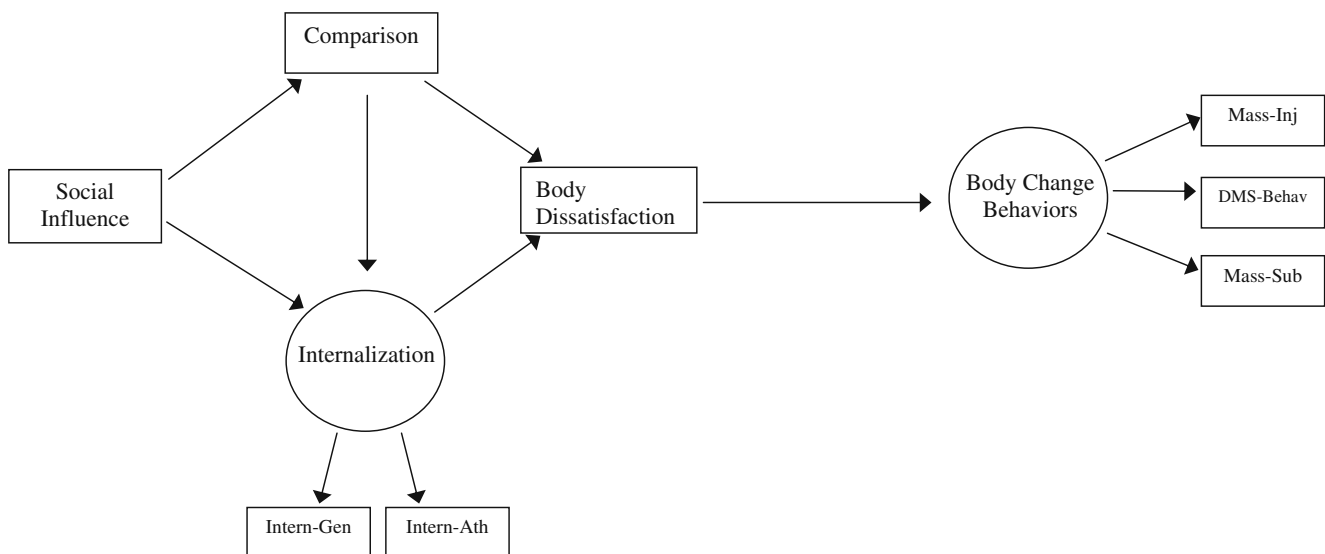 Comparison
Social
Influence
Body
Dissatisfaction
Internalization
Intern-Gen
Intern-Ath
Body Change
Behaviors
Mass-Inj
DMS-Behav
Mass-Sub